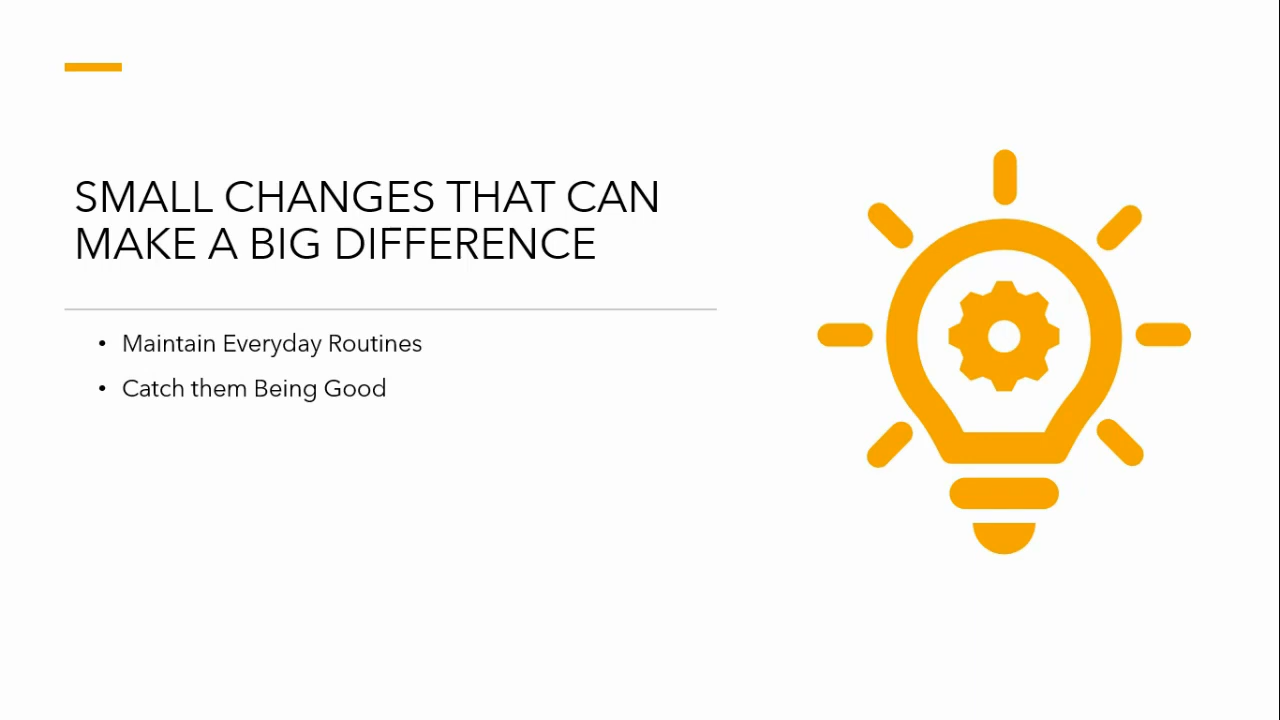 SMALL CHANGES THAT CAN
MAKE A BIG DIFFERENCE
• Maintain Everyday Routines
• Catch them Being Good